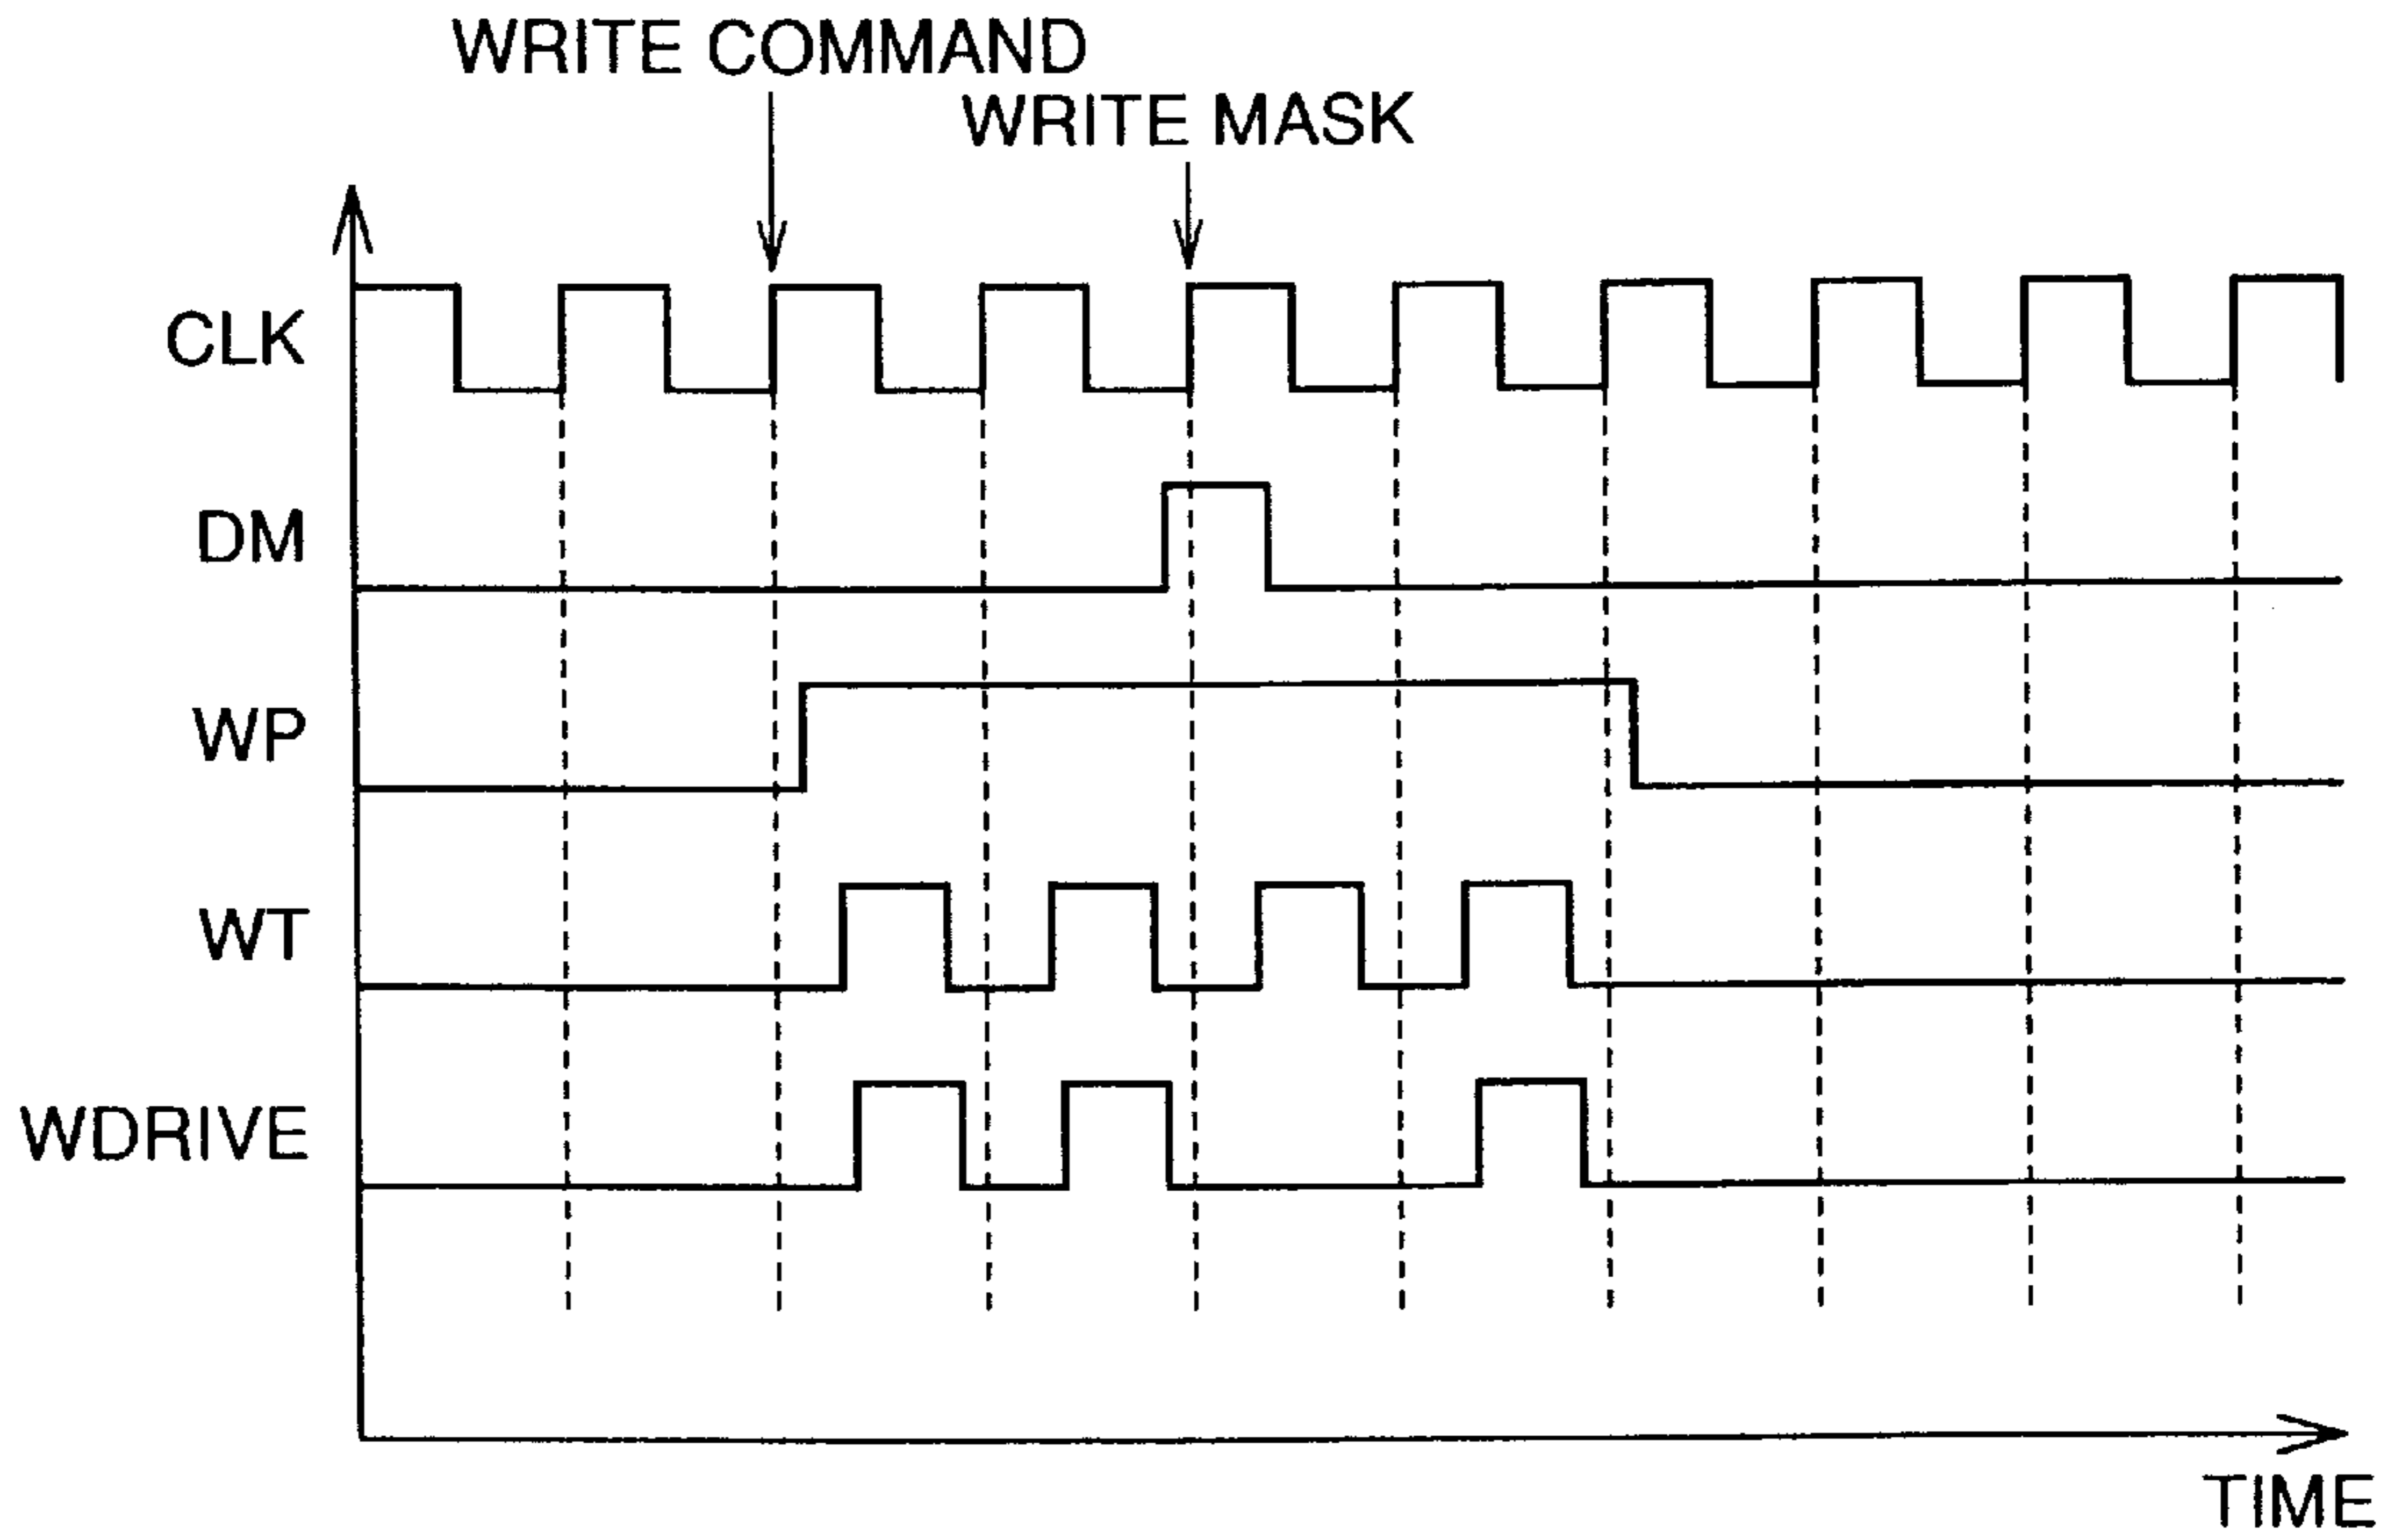 WRITE COMMAND
WRITE MASK
CLK
DM
WP
WT
WDRIVE
TIME